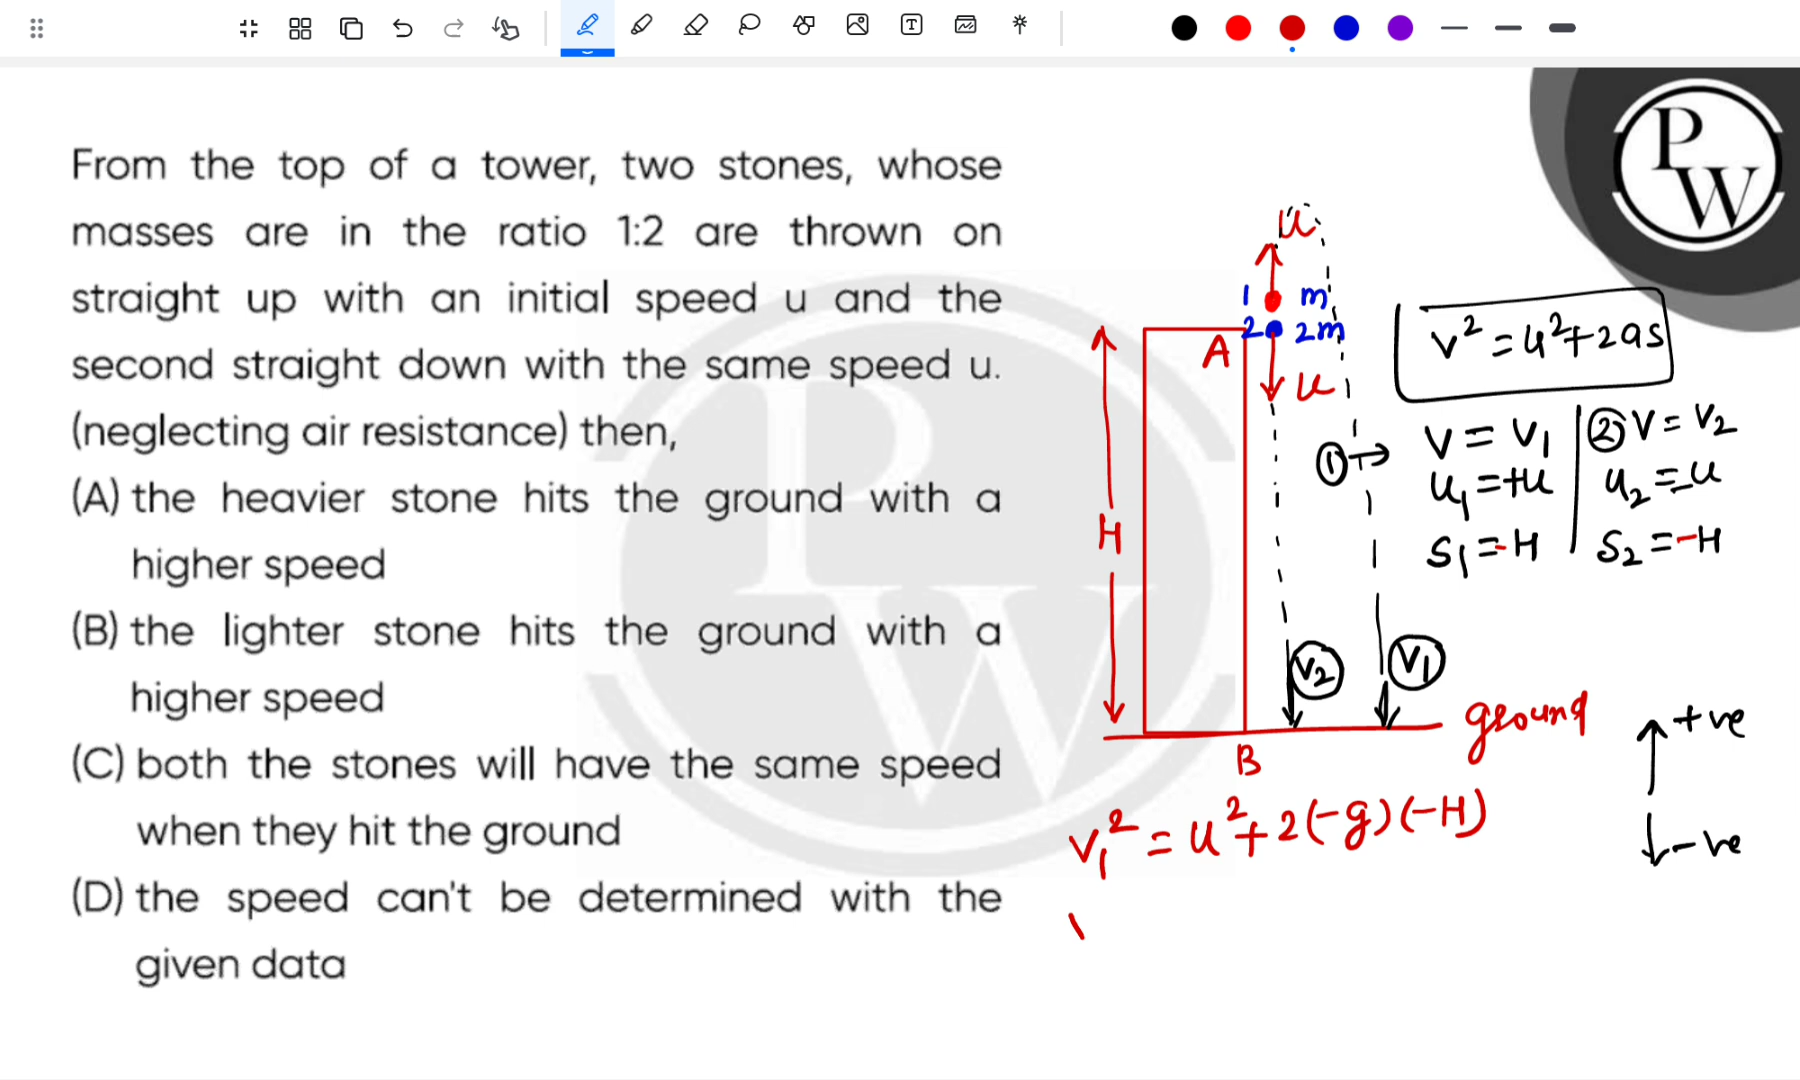 From the top of a tower, two stones, whose
masses are in the ratio 1:2 are thrown on
straight up with an initial speed u and the
second straight down with the same speed u.
(neglecting air resistance) then,
(A) the heavier stone hits the ground with a
higher speed
(B) the lighter stone hits the ground with a
higher speed
(C) both the stones will have the same speed
when they hit the ground
(D) the speed can't be determined with the
given data
PW
PW
u
1 m
2 2m
A
u
H
v² = u² + 2as
① → v = v₁
u₁ = +u
S₁ = -H
② v = v₂
u₂ = -u
S₂ = -H
v₂
v₁
ground
B
+ve
-ve
v₁² = u² + 2(-g)(-H)